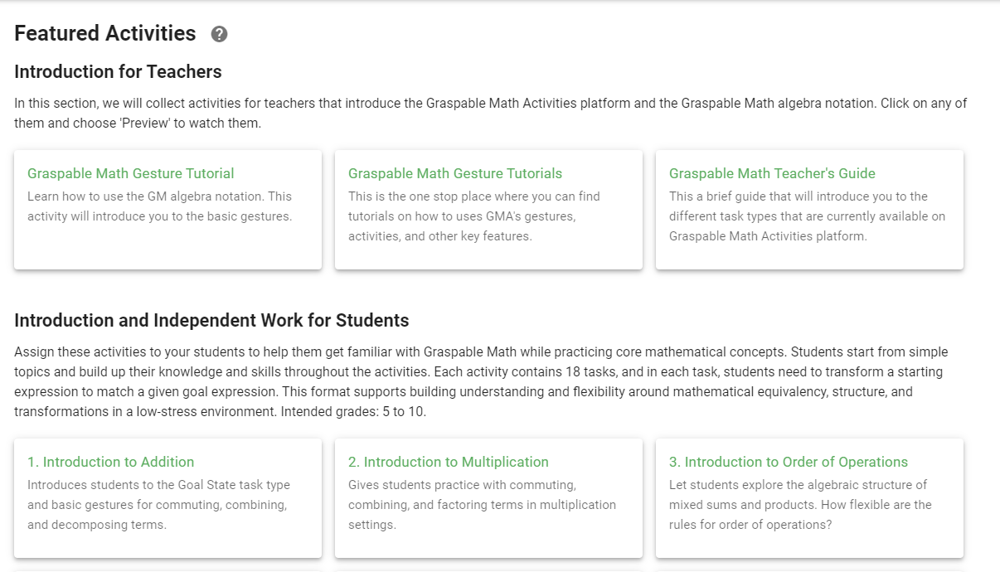 Featured Activities ?
Introduction for Teachers
In this section, we will collect activities for teachers that introduce the Graspable Math Activities platform and the Graspable Math algebra notation. Click on any of
them and choose 'Preview' to watch them.
Graspable Math Gesture Tutorial
Learn how to use the GM algebra notation. This
activity will introduce you to the basic gestures.
Graspable Math Gesture Tutorials
This is the one stop place where you can find
tutorials on how to uses GMA's gestures,
activities, and other key features.
Graspable Math Teacher's Guide
This a brief guide that will introduce you to the
different task types that are currently available on
Graspable Math Activities platform.
Introduction and Independent Work for Students
Assign these activities to your students to help them get familiar with Graspable Math while practicing core mathematical concepts. Students start from simple
topics and build up their knowledge and skills throughout the activities. Each activity contains 18 tasks, and in each task, students need to transform a starting
expression to match a given goal expression. This format supports building understanding and flexibility around mathematical equivalency, structure, and
transformations in a low-stress environment. Intended grades: 5 to 10.
1. Introduction to Addition
Introduces students to the Goal State task type
and basic gestures for commuting, combining,
and decomposing terms.
2. Introduction to Multiplication
Gives students practice with commuting,
combining, and factoring terms in multiplication
settings.
3. Introduction to Order of Operations
Let students explore the algebraic structure of
mixed sums and products. How flexible are the
rules for order of operations?